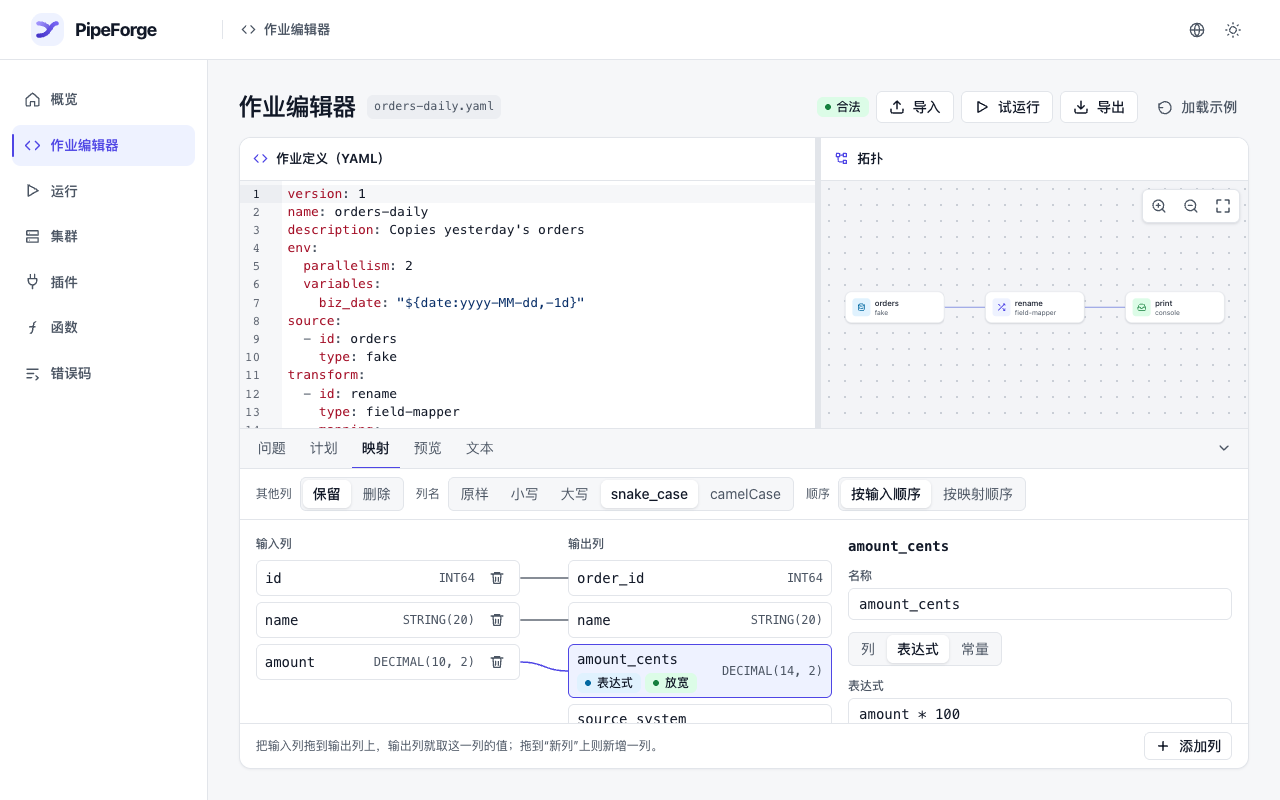 PipeForge
作业编辑器
概览
作业编辑器
运行
集群
插件
函数
错误码
作业编辑器
orders-daily.yaml
合法
导入
试运行
导出
加载示例
作业定义（YAML）
1 version: 1
2 name: orders-daily
3 description: Copies yesterday's orders
4 env:
5 parallelism: 2
6 variables:
7 biz_date: "${date:yyyy-MM-dd,-1d}"
8 source:
9 - id: orders
10 type: fake
11 transform:
12 - id: rename
13 type: field-mapper
拓扑
orders
fake
rename
field-mapper
print
console
问题
计划
映射
预览
文本
其他列
保留
删除
列名
原样
小写
大写
snake_case
camelCase
顺序
按输入顺序
按映射顺序
输入列
id INT64
name STRING(20)
amount DECIMAL(10, 2)
输出列
order_id INT64
name STRING(20)
amount_cents DECIMAL(14, 2)
表达式
放宽
source_system
amount_cents
名称
amount_cents
列
表达式
常量
表达式
amount * 100
把输入列拖到输出列上，输出列就取这一列的值；拖到“新列”上则新增一列。
添加列